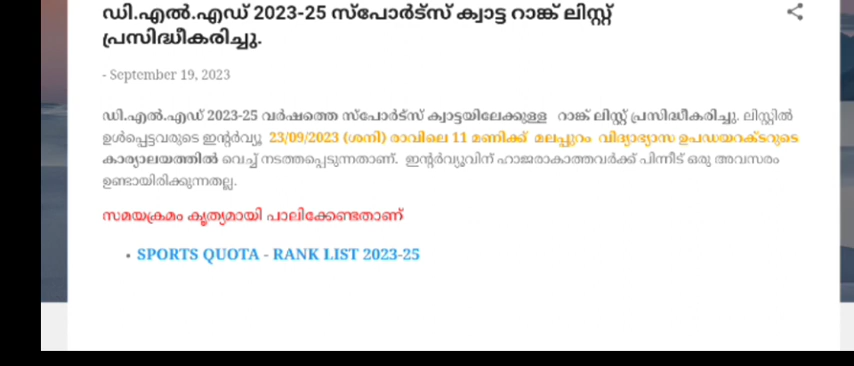 ഡി.എൽ.എഡ് 2023-25 സ്പോർട്സ് ക്വാട്ട റാങ്ക് ലിസ്റ്റ്
പ്രസിദ്ധീകരിച്ചു.
- September 19, 2023
ഡി.എൽ.എഡ് 2023-25 വർഷത്തെ സ്പോർട്സ് ക്വാട്ടയിലേക്കുള്ള റാങ്ക് ലിസ്റ്റ് പ്രസിദ്ധീകരിച്ചു. ലിസ്റ്റിൽ
ഉൾപ്പെട്ടവരുടെ ഇന്റർവ്യൂ 23/09/2023 (ശനി) രാവിലെ 11 മണിക്ക് മലപ്പുറം വിദ്യാഭ്യാസ ഉപഡയറക്ടറുടെ
കാര്യാലയത്തിൽ വെച്ച് നടത്തപ്പെടുന്നതാണ്. ഇന്റർവ്യൂവിന് ഹാജരാകാത്തവർക്ക് പിന്നീട് ഒരു അവസരം
ഉണ്ടായിരിക്കുന്നതല്ല.
സമയക്രമം കൃത്യമായി പാലിക്കേണ്ടതാണ്
• SPORTS QUOTA - RANK LIST 2023-25